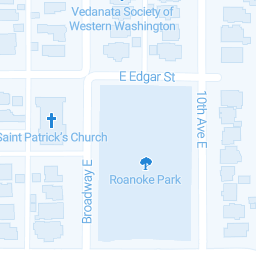 Vedanata Society of
Western Washington
E Edgar St
Saint Patrick's Church
Broadway E
10th Ave E
Roanoke Park